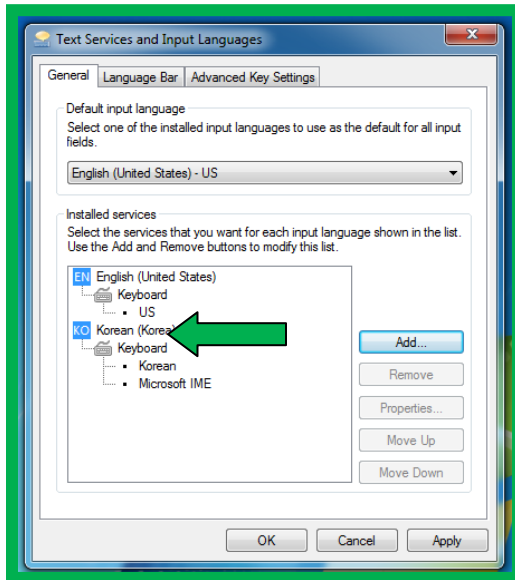 Text Services and Input Languages
General
Language Bar
Advanced Key Settings
Default input language
Select one of the installed input languages to use as the default for all input
fields.
English (United States) - US
Installed services
Select the services that you want for each input language shown in the list.
Use the Add and Remove buttons to modify this list.
EN English (United States)
Keyboard
US
KO Korean (Korea)
Keyboard
Korean
Microsoft IME
Add...
Remove
Properties...
Move Up
Move Down
OK
Cancel
Apply